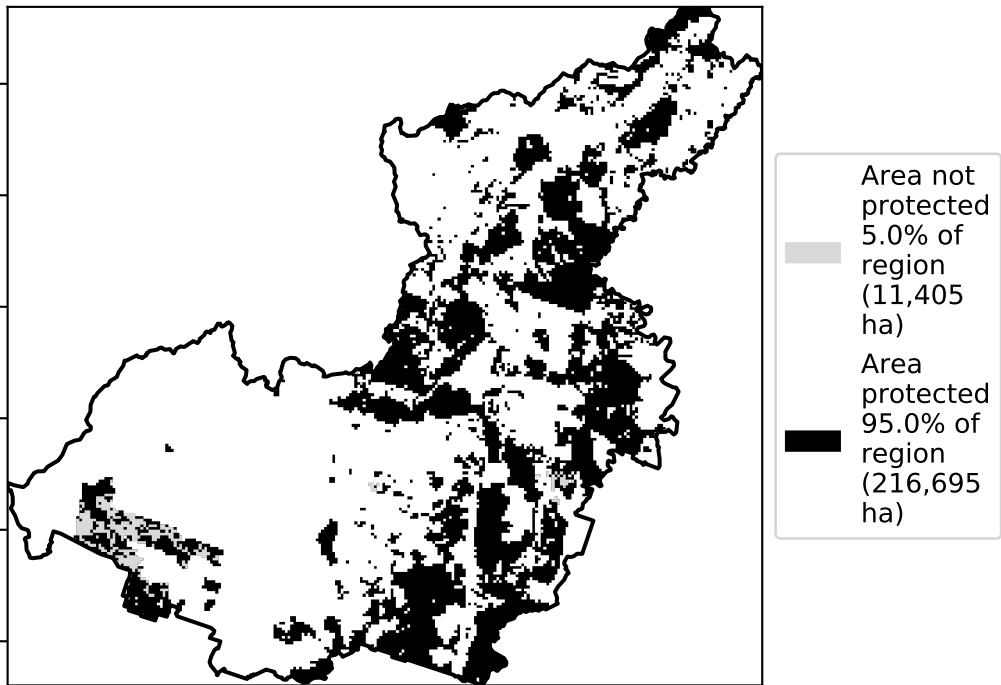 Area not
protected
5.0% of
region
(11,405
ha)
Area
protected
95.0% of
region
(216,695
ha)